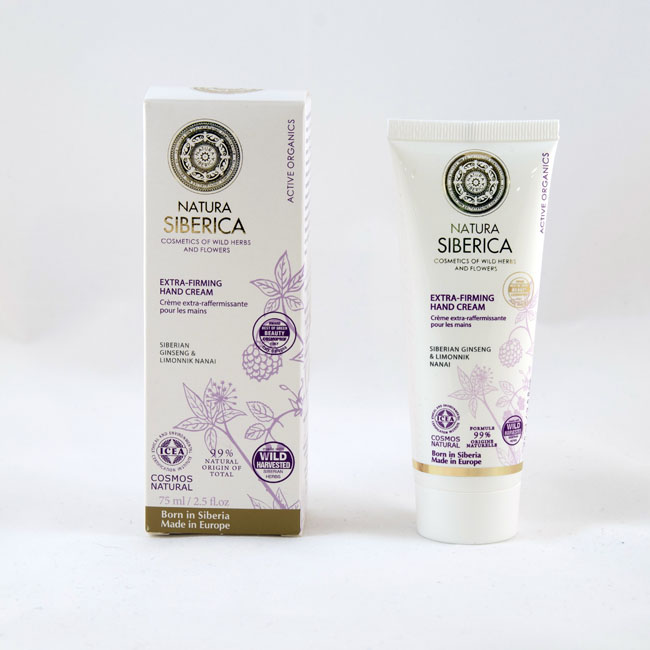 NATURA
SIBERICA
COSMETICS OF WILD HERBS
AND FLOWERS
ACTIVE ORGANICS
EXTRA-FIRMING
HAND CREAM
Crème extra-raffermissante
pour les mains
SIBERIAN
GINSENG &
LIMONNIK NANAI
BEAUTY
ICEA
COSMOS
NATURAL
99%
NATURAL
ORIGIN OF
TOTAL
WILD
HARVESTED
SIBERIAN
HERBS
75 ml / 2.5 fl.oz
Born in Siberia
Made in Europe
NATURA
SIBERICA
COSMETICS OF WILD HERBS
AND FLOWERS
ACTIVE ORGANICS
EXTRA-FIRMING
HAND CREAM
Crème extra-raffermissante
pour les mains
SIBERIAN GINSENG
& LIMONNIK
NANAI
ICEA
COSMOS
NATURAL
FORMULE
99%
ORIGINE
NATURELLE
WILD
HARVESTED
Born in Siberia
Made in Europe